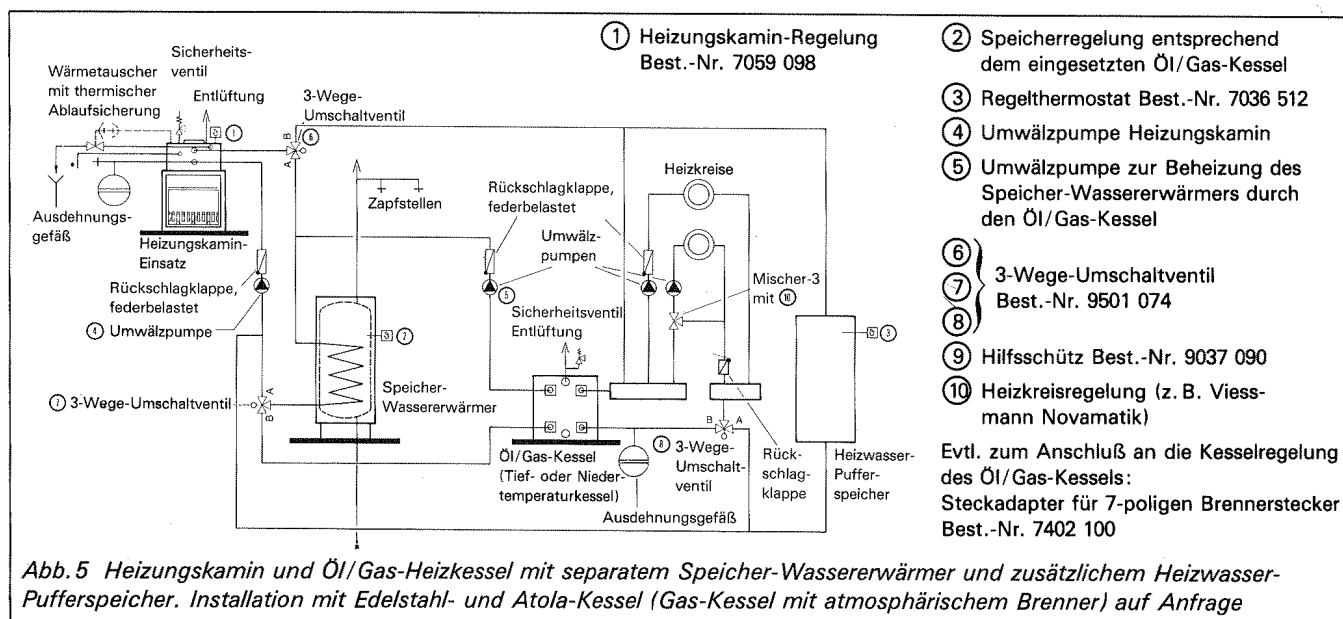 ① Heizungskamin-Regelung
Best.-Nr. 7059 098
② Speicherregelung entsprechend
dem eingesetzten Öl/Gas-Kessel
③ Regelthermostat Best.-Nr. 7036 512
④ Umwälzpumpe Heizungskamin
⑤ Umwälzpumpe zur Beheizung des
Speicher-Wassererwärmers durch
den Öl/Gas-Kessel
⑥
⑦
⑧
3-Wege-Umschaltventil
Best.-Nr. 9501 074
⑨ Hilfsschütz Best.-Nr. 9037 090
⑩ Heizkreisregelung (z. B. Viess-
mann Novamatik)
Evtl. zum Anschluß an die Kesselregelung
des Öl/Gas-Kessels:
Steckadapter für 7-poligen Brennerstecker
Best.-Nr. 7402 100
Sicherheits-
ventil
Wärmetauscher
mit thermischer
Ablaufsicherung
Entlüftung
①
3-Wege-
Umschaltventil
B
⑥
A
Ausdehnungs-
gefäß
Heizungskamin-
Einsatz
Zapfstellen
Rückschlagklappe,
federbelastet
Heizkreise
Umwälz-
pumpen
Rückschlagklappe,
federbelastet
④ Umwälzpumpe
⑤
Mischer-3
mit ⑩
Sicherheitsventil
Entlüftung
②
③
⑦ 3-Wege-Umschaltventil
A
B
Speicher-
Wassererwärmer
Öl/Gas-Kessel
(Tief- oder Nieder-
temperaturkessel)
B
A
⑧ 3-Wege-
Umschalt-
ventil
Rück-
schlag-
klappe
Heizwasser-
Puffer-
speicher
Ausdehnungsgefäß
Abb. 5 Heizungskamin und Öl/Gas-Heizkessel mit separatem Speicher-Wassererwärmer und zusätzlichem Heizwasser-
Pufferspeicher. Installation mit Edelstahl- und Atola-Kessel (Gas-Kessel mit atmosphärischem Brenner) auf Anfrage